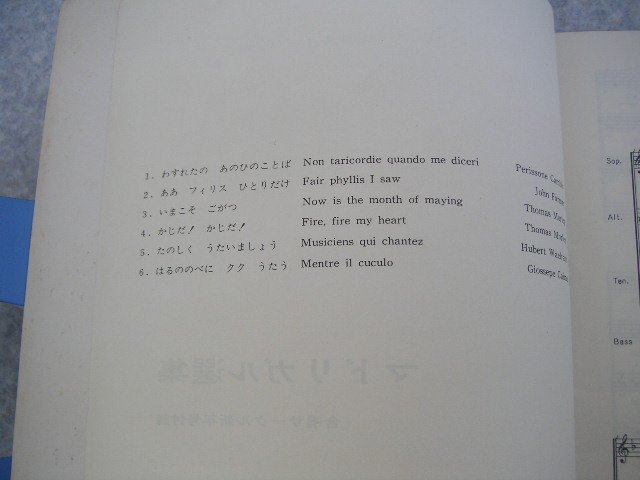 1. わすれたの あのひのことば Non taricordie quando me diceri Perissone
2. ああ フィリス ひとりだけ Fair phyllis I saw John
3. いまこそ ごがつ Now is the month of maying Thomas
4. かじだ! かじだ! Fire, fire my heart Thomas
5. たのしく うたいましょう Musiciens qui chantez Hubert
6. はるののべに クク うたう Mentre il cuculo Gioseppe
マドリガル選集
Sop.
Alt.
Ten.
Bass